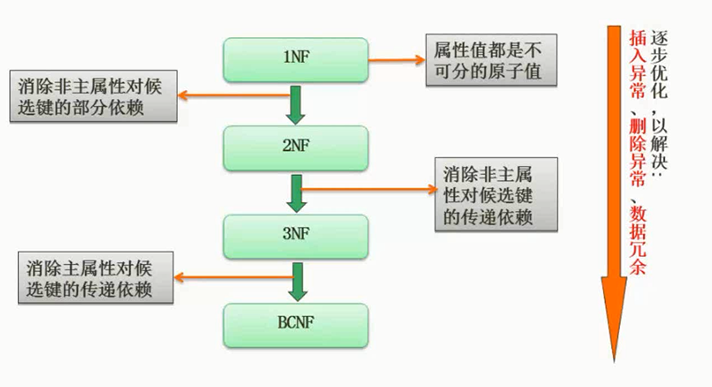 1NF
属性值都是不
可分的原子值
消除非主属性对候
选键的部分依赖
2NF
消除非主属
性对候选键
的传递依赖
3NF
消除主属性对候
选键的传递依赖
BCNF
逐步优化,以解决:
插入异常、删除异常、数据冗余